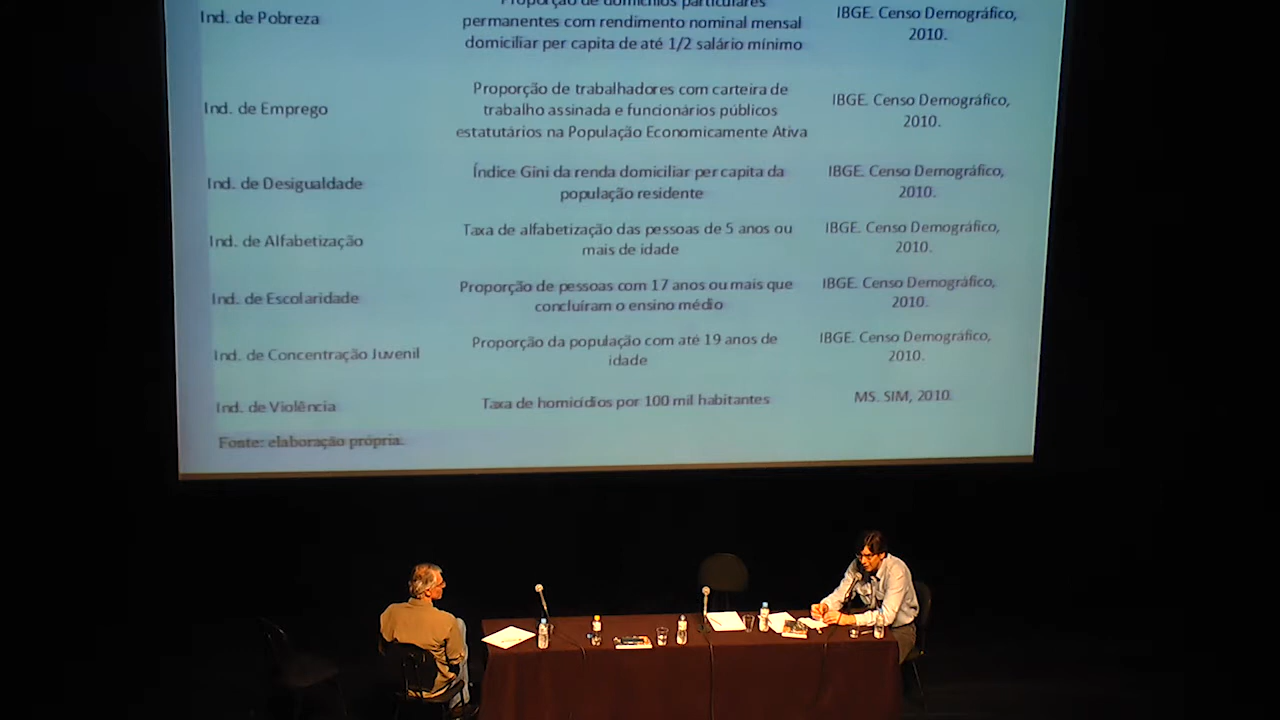 Ind. de Pobreza
Proporção de domicílios particulares
permanentes com rendimento nominal mensal
domiciliar per capita de até 1/2 salário mínimo
IBGE. Censo Demográfico,
2010.
Ind. de Emprego
Proporção de trabalhadores com carteira de
trabalho assinada e funcionários públicos
estatutários na População Economicamente Ativa
IBGE. Censo Demográfico,
2010.
Ind. de Desigualdade
Índice Gini da renda domiciliar per capita da
população residente
IBGE. Censo Demográfico,
2010.
Ind. de Alfabetização
Taxa de alfabetização das pessoas de 5 anos ou
mais de idade
IBGE. Censo Demográfico,
2010.
Ind. de Escolaridade
Proporção de pessoas com 17 anos ou mais que
concluíram o ensino médio
IBGE. Censo Demográfico,
2010.
Ind. de Concentração Juvenil
Proporção da população com até 19 anos de
idade
IBGE. Censo Demográfico,
2010.
Ind. de Violência
Taxa de homicídios por 100 mil habitantes
MS. SIM, 2010.
Fonte: elaboração própria.